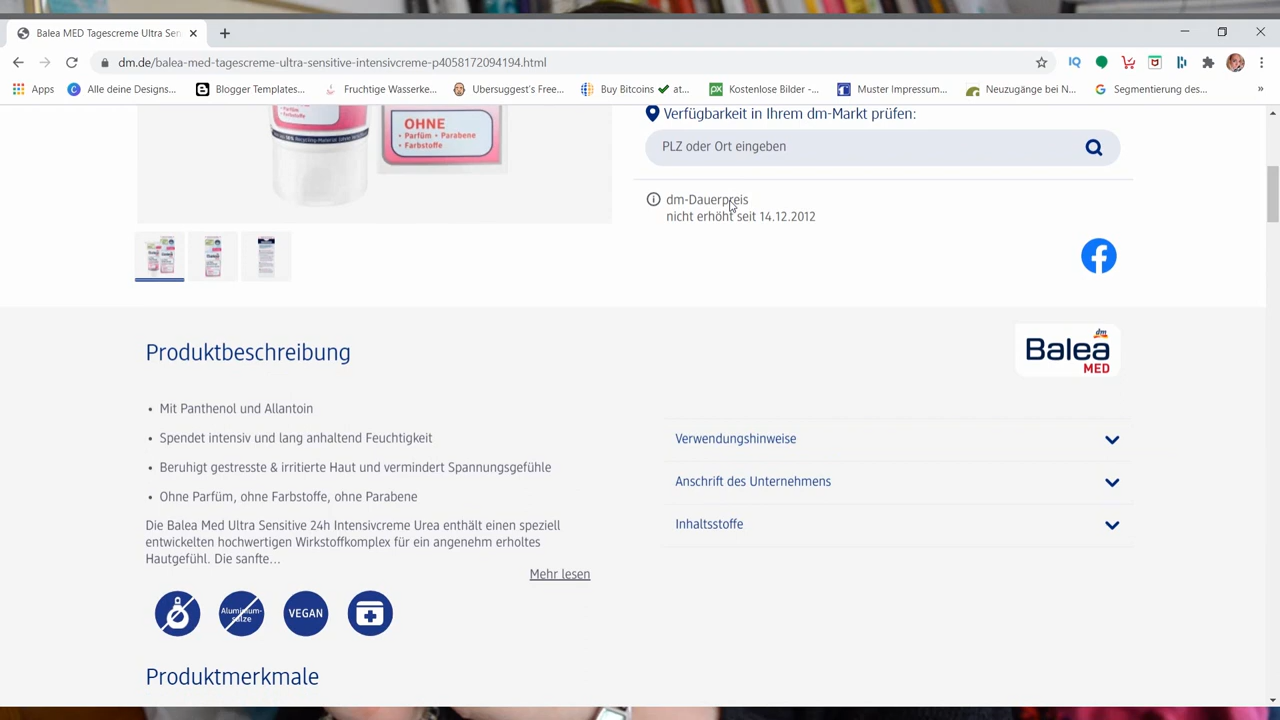 Balea MED Tagescreme Ultra Sen
dm.de/balea-med-tagescreme-ultra-sensitive-intensivcreme-p4058172094194.html
Apps
Alle deine Designs...
Blogger Templates...
Fruchtige Wasserke...
Ubersuggest's Free...
Buy Bitcoins ✔ at...
Kostenlose Bilder -...
Muster Impressum...
Neuzugänge bei N...
Segmentierung des...
»
OHNE
• Parfüm • Parabene
• Farbstoffe
Verfügbarkeit in Ihrem dm-Markt prüfen:
PLZ oder Ort eingeben
dm-Dauerpreis
nicht erhöht seit 14.12.2012
Produktbeschreibung
dm
Balea
MED
• Mit Panthenol und Allantoin
• Spendet intensiv und lang anhaltend Feuchtigkeit
• Beruhigt gestresste & irritierte Haut und vermindert Spannungsgefühle
• Ohne Parfüm, ohne Farbstoffe, ohne Parabene
Die Balea Med Ultra Sensitive 24h Intensivcreme Urea enthält einen speziell
entwickelten hochwertigen Wirkstoffkomplex für ein angenehm erholtes
Hautgefühl. Die sanfte...
Mehr lesen
Verwendungshinweise
Anschrift des Unternehmens
Inhaltsstoffe
Aluminium-
salze
VEGAN
Produktmerkmale